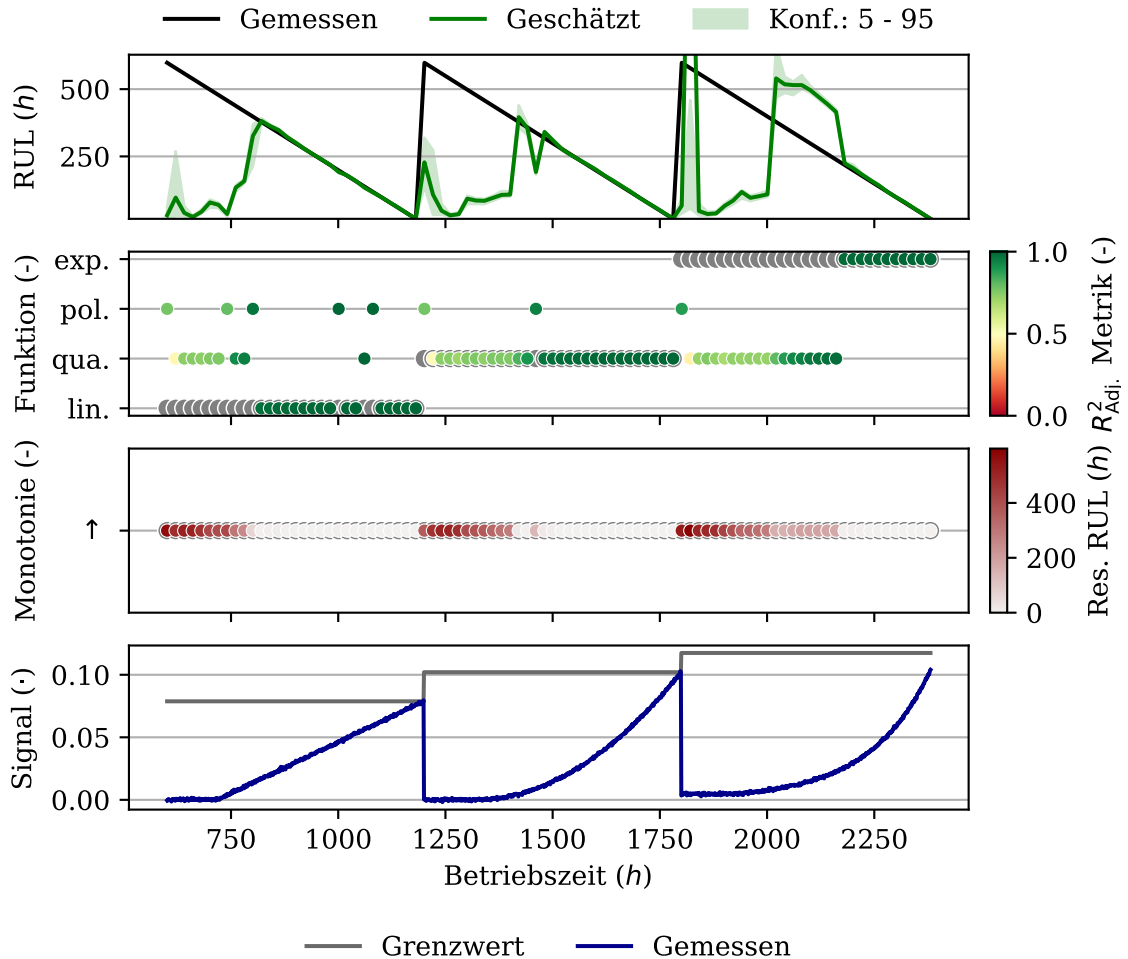 Gemessen Geschätzt Konf.: 5 - 95
RUL (h)
500
250
Funktion (-)
exp.
pol.
qua.
lin.
1.0
0.5
0.0
R²Adj. Metrik (-)
Monotonie (-)
↑
400
200
0
Res. RUL (h)
Signal (·)
0.10
0.05
0.00
750 1000 1250 1500 1750 2000 2250
Betriebszeit (h)
Grenzwert Gemessen